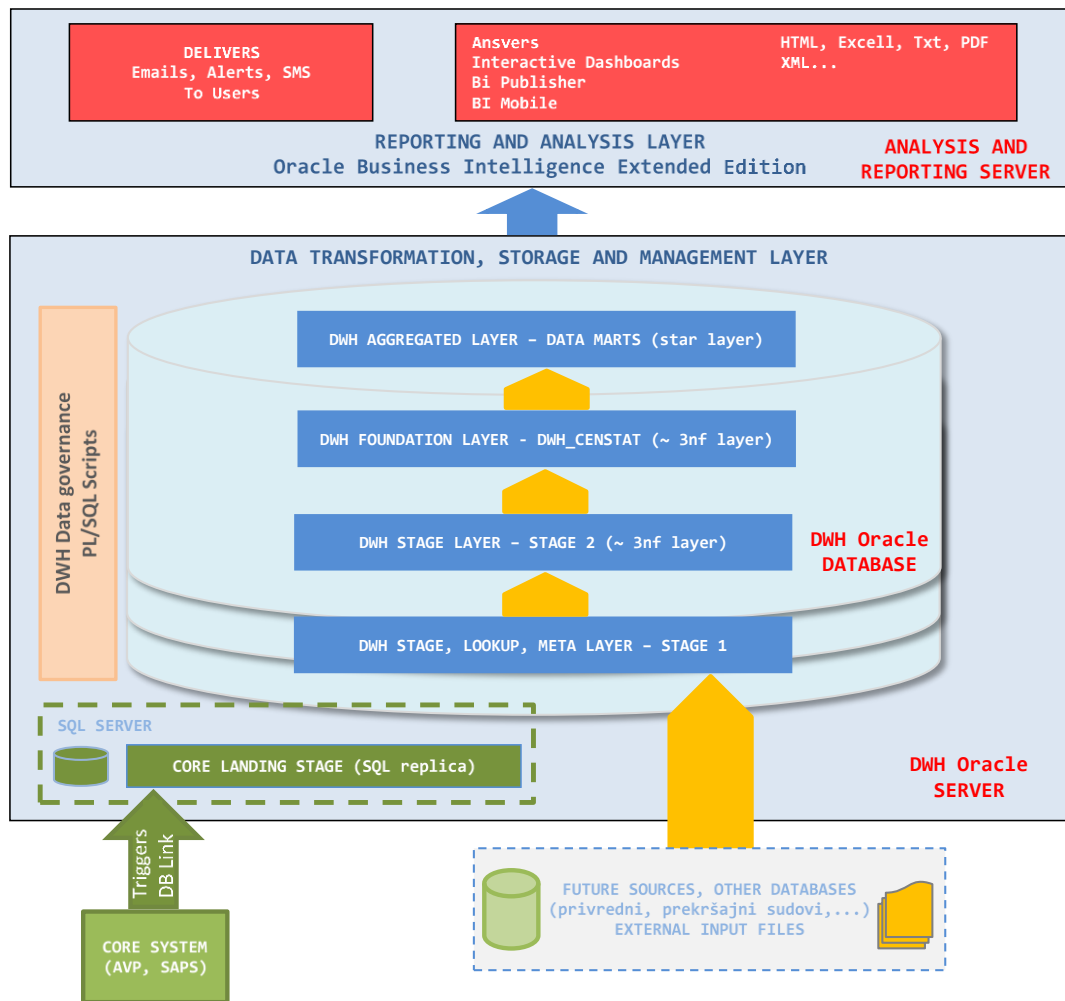 DELIVERS
Emails, Alerts, SMS
To Users
Ansvers
Interactive Dashboards
Bi Publisher
BI Mobile
HTML, Excell, Txt, PDF
XML...
REPORTING AND ANALYSIS LAYER
Oracle Business Intelligence Extended Edition
ANALYSIS AND
REPORTING SERVER
DATA TRANSFORMATION, STORAGE AND MANAGEMENT LAYER
DWH Data governance
PL/SQL Scripts
DWH AGGREGATED LAYER – DATA MARTS (star layer)
DWH FOUNDATION LAYER - DWH_CENSTAT (~ 3nf layer)
DWH STAGE LAYER – STAGE 2 (~ 3nf layer)
DWH Oracle
DATABASE
DWH STAGE, LOOKUP, META LAYER – STAGE 1
SQL SERVER
CORE LANDING STAGE (SQL replica)
DWH Oracle
SERVER
Triggers
DB Link
CORE SYSTEM
(AVP, SAPS)
FUTURE SOURCES, OTHER DATABASES
(privredni, prekršajni sudovi,...)
EXTERNAL INPUT FILES